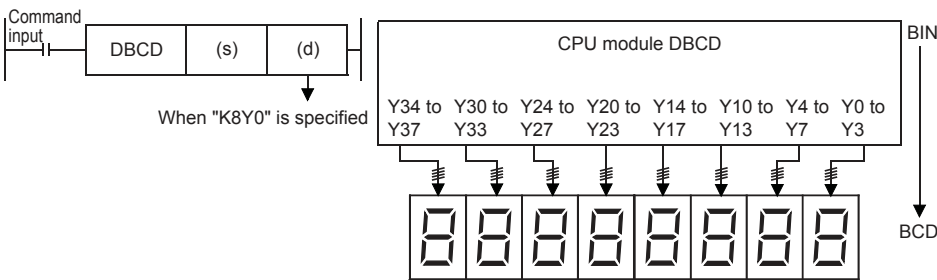 Command
input
DBCD
(s)
(d)
When "K8Y0" is specified
CPU module DBCD
Y34 to Y30 to Y24 to Y20 to Y14 to Y10 to Y4 to Y0 to
Y37 Y33 Y27 Y23 Y17 Y13 Y7 Y3
BIN
BCD